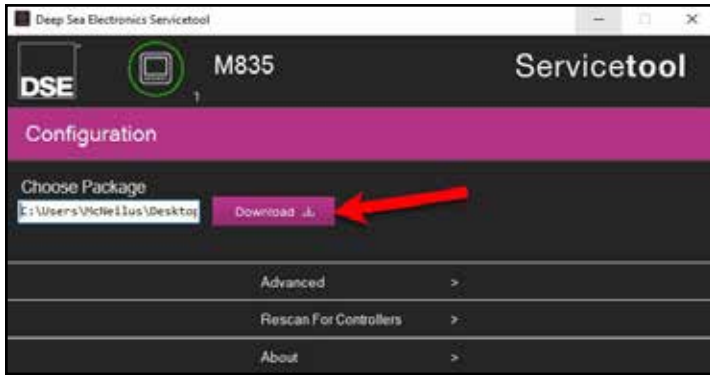 Deep Sea Electronics Servicetool
DSE
1
M835
Servicetool
Configuration
Choose Package
C:\Users\McNeilus\Desktop
Download
Advanced >
Rescan For Controllers >
About >